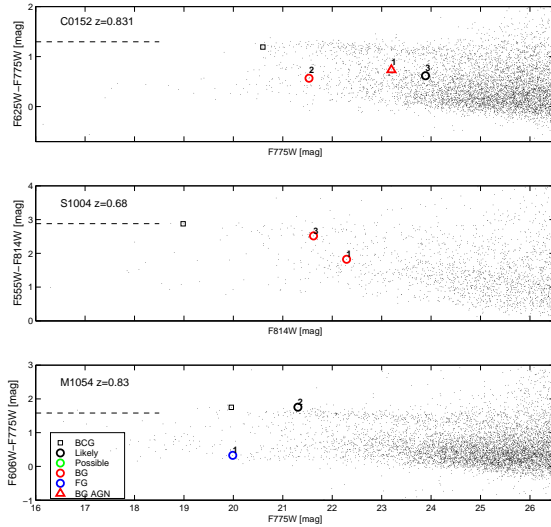 C0152 z=0.831
F625W−F775W [mag]
2
1
0
2
1
3
F775W [mag]
S1004 z=0.68
F555W−F814W [mag]
4
3
2
1
0
3
1
F814W [mag]
M1054 z=0.83
F606W−F775W [mag]
3
2
1
0
−1
2
1
BCG
Likely
Possible
BG
FG
BG AGN
16 17 18 19 20 21 22 23 24 25 26
F775W [mag]